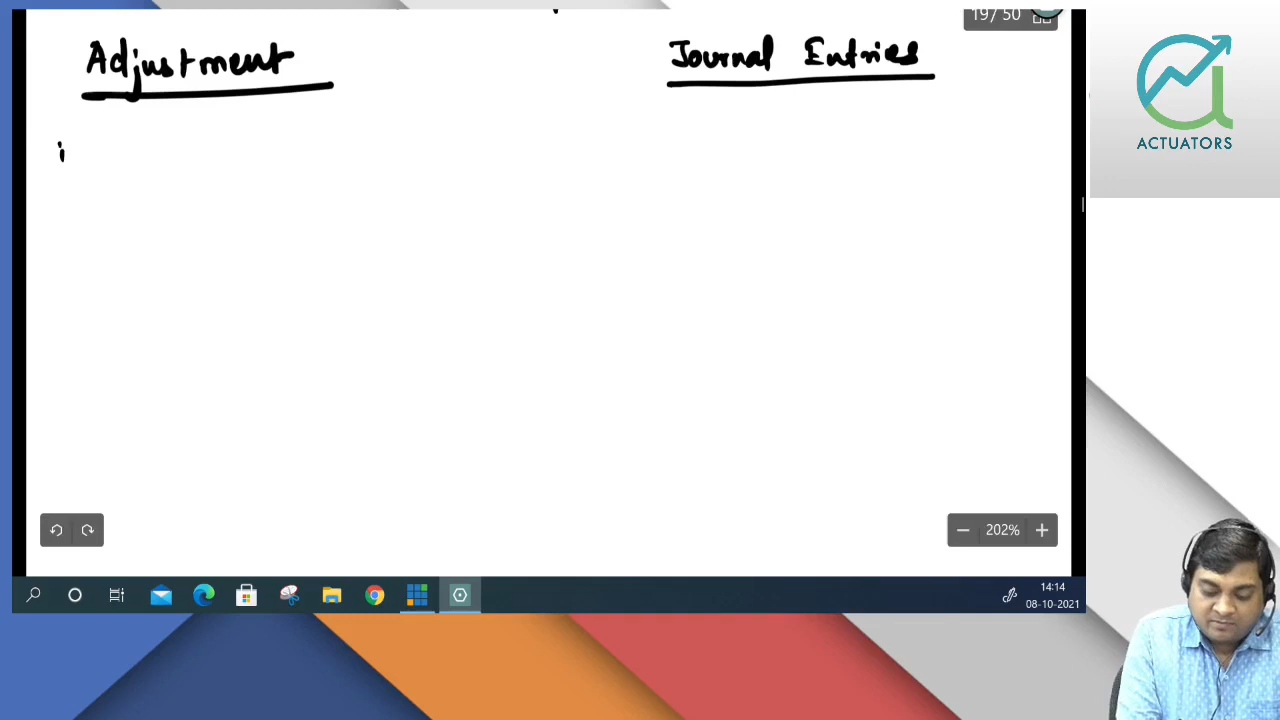 19/ 50
Adjustment Journal Entries
ACTUATORS
i
202%
14:14
08-10-2021